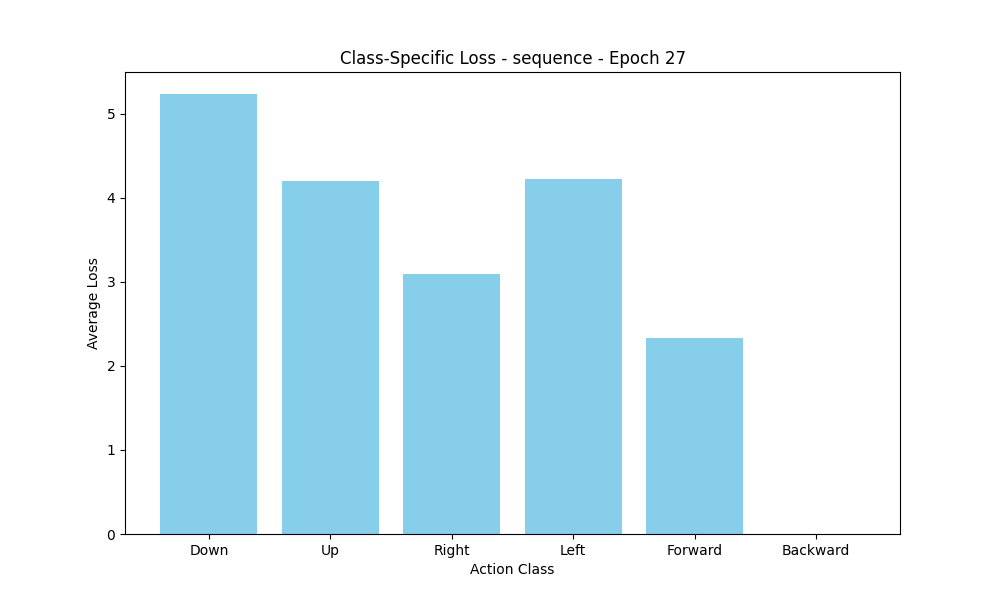 Class-Specific Loss - sequence - Epoch 27
5
4
3
2
1
0
Average Loss
Down Up Right Left Forward Backward
Action Class